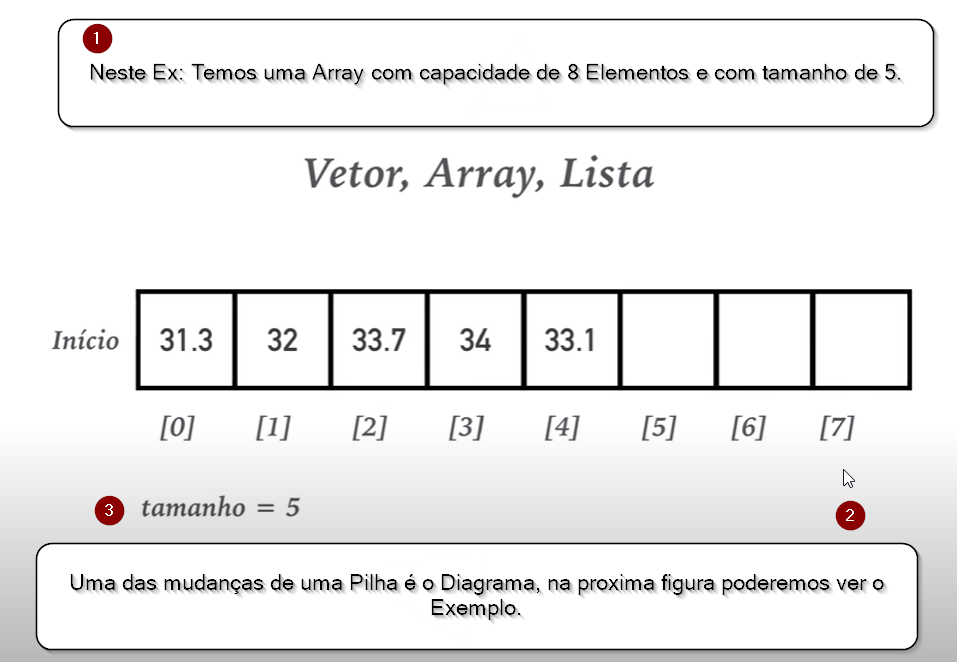 1
Neste Ex: Temos uma Array com capacidade de 8 Elementos e com tamanho de 5.
Vetor, Array, Lista
Início 31.3 32 33.7 34 33.1
[0] [1] [2] [3] [4] [5] [6] [7]
3 tamanho = 5 2
Uma das mudanças de uma Pilha é o Diagrama, na proxima figura poderemos ver o
Exemplo.